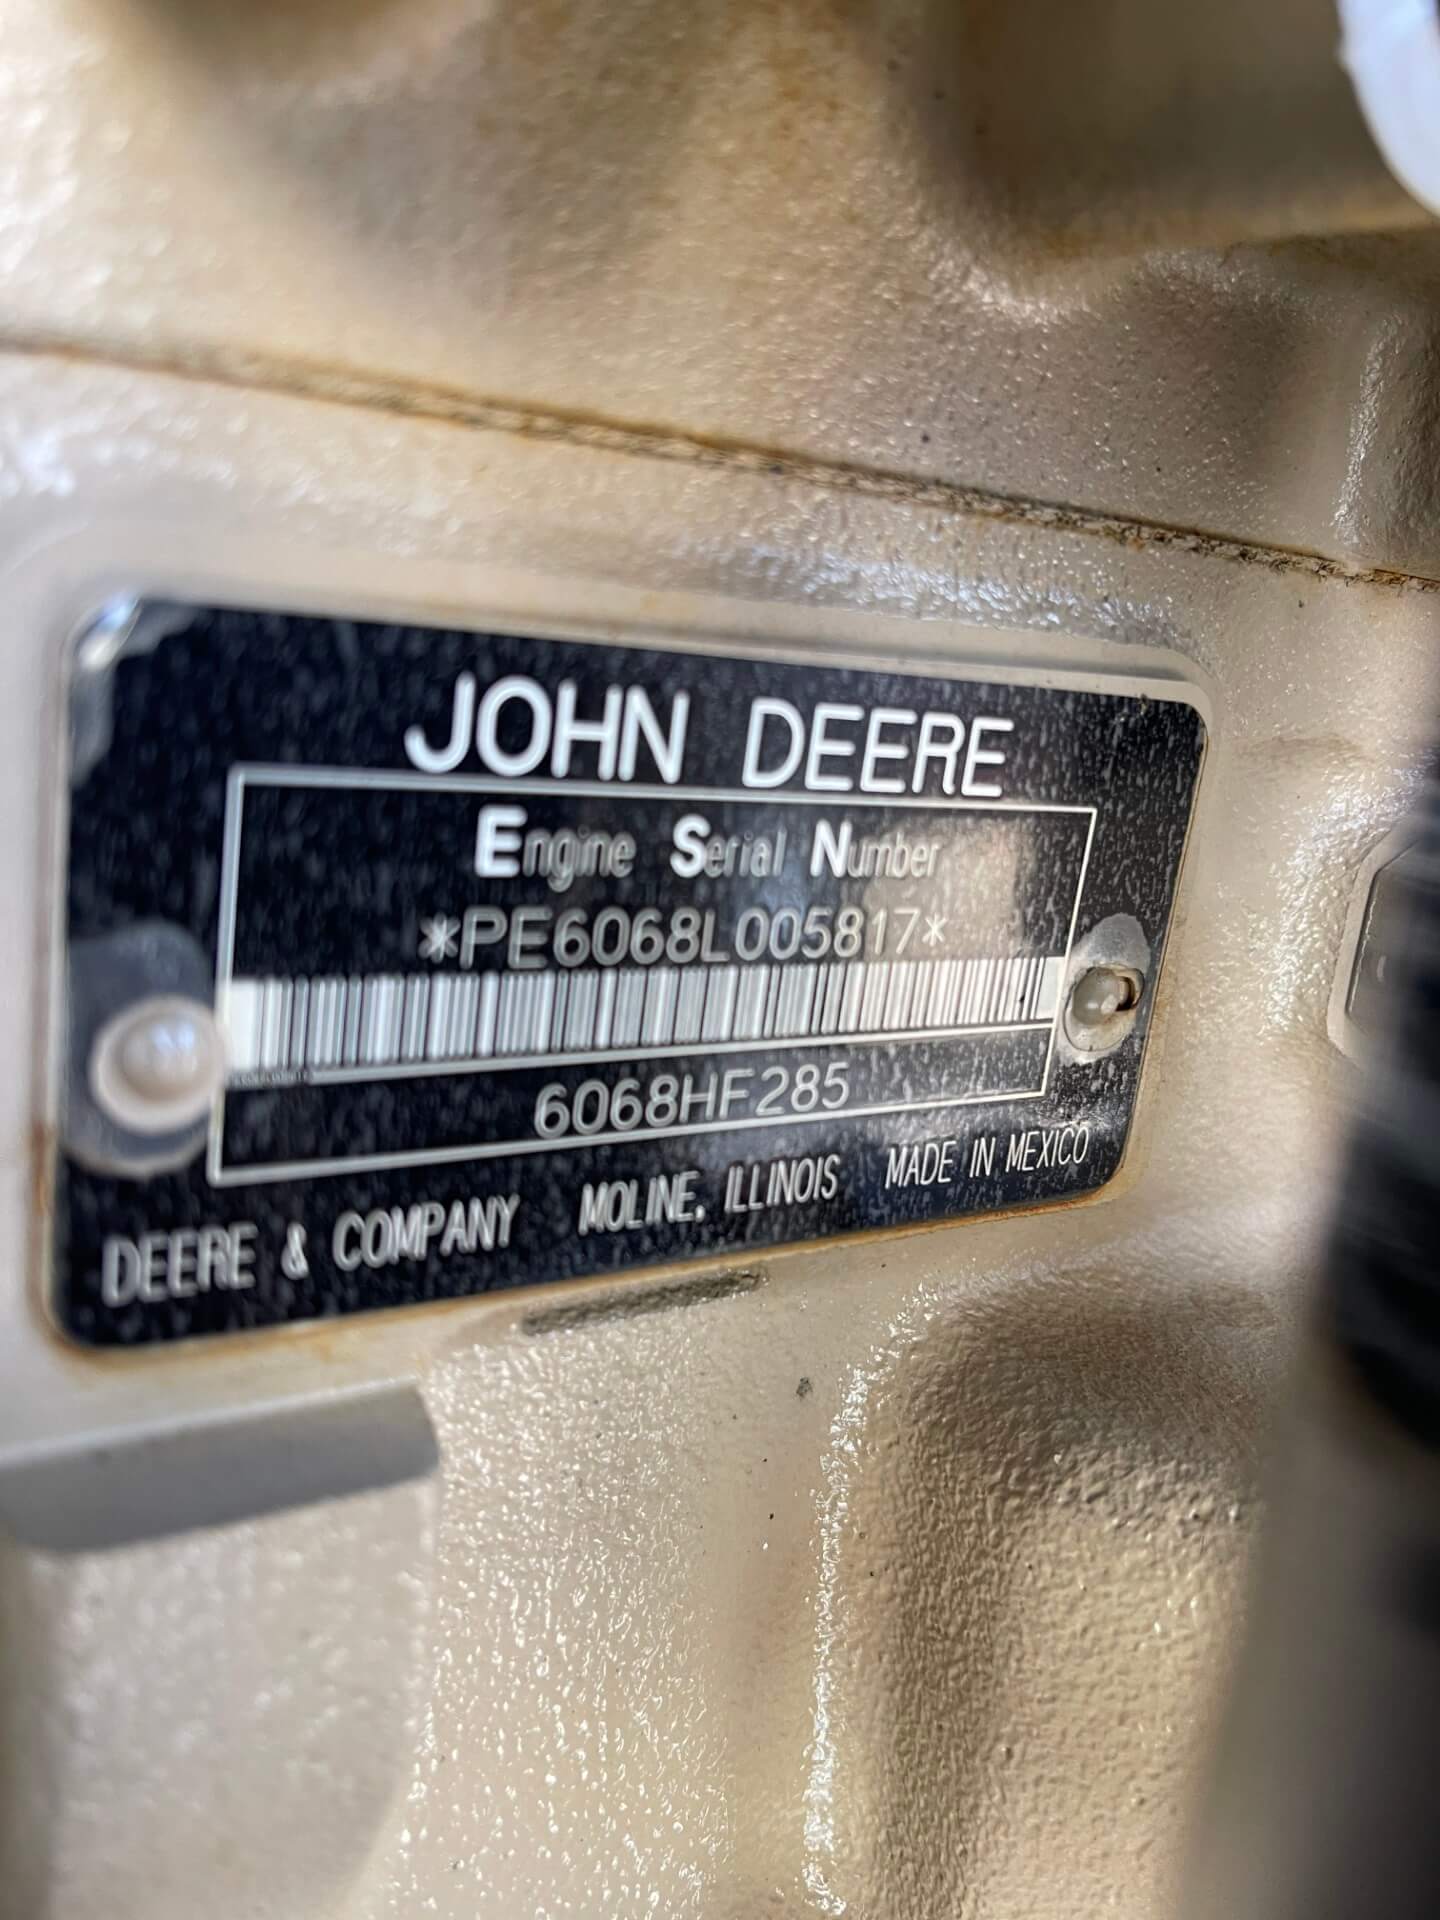 JOHN DEERE
Engine Serial Number
*PE6068L005817*
6068HF285
DEERE & COMPANY MOLINE, ILLINOIS MADE IN MEXICO